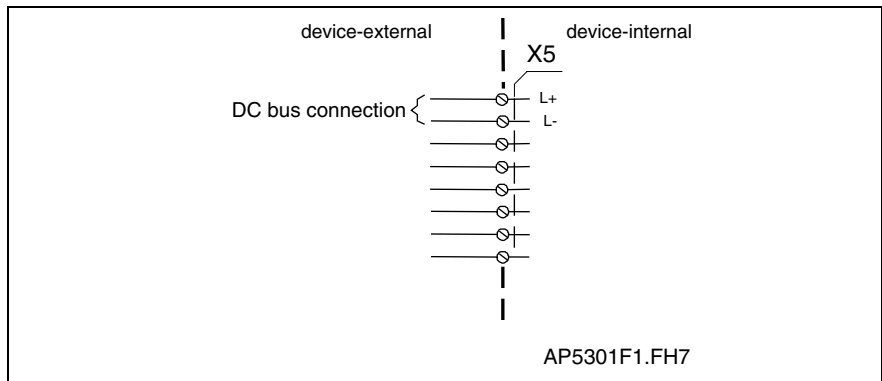 device-external
device-internal
X5
DC bus connection
L+
L-
AP5301F1.FH7